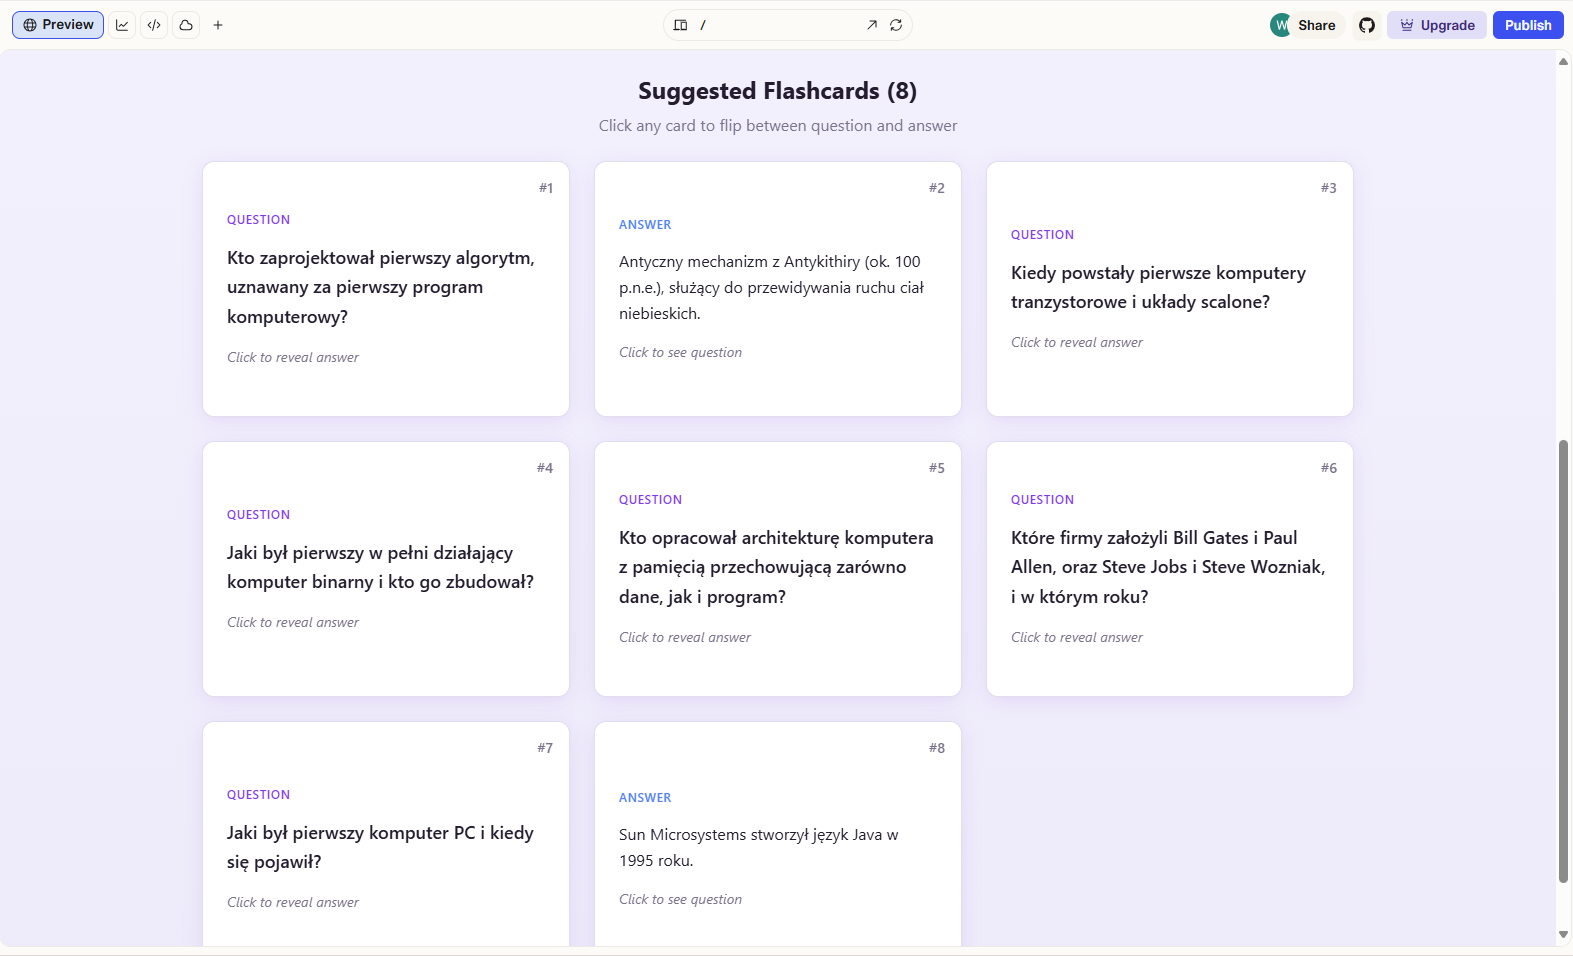 Preview
/
W
Share
Upgrade
Publish
Suggested Flashcards (8)
Click any card to flip between question and answer
#1
QUESTION
Kto zaprojektował pierwszy algorytm,
uznawany za pierwszy program
komputerowy?
Click to reveal answer
#2
ANSWER
Antyczny mechanizm z Antykithiry (ok. 100
p.n.e.), służący do przewidywania ruchu ciał
niebieskich.
Click to see question
#3
QUESTION
Kiedy powstały pierwsze komputery
tranzystorowe i układy scalone?
Click to reveal answer
#4
QUESTION
Jaki był pierwszy w pełni działający
komputer binarny i kto go zbudował?
Click to reveal answer
#5
QUESTION
Kto opracował architekturę komputera
z pamięcią przechowującą zarówno
dane, jak i program?
Click to reveal answer
#6
QUESTION
Które firmy założyli Bill Gates i Paul
Allen, oraz Steve Jobs i Steve Wozniak,
i w którym roku?
Click to reveal answer
#7
QUESTION
Jaki był pierwszy komputer PC i kiedy
się pojawił?
Click to reveal answer
#8
ANSWER
Sun Microsystems stworzył język Java w
1995 roku.
Click to see question